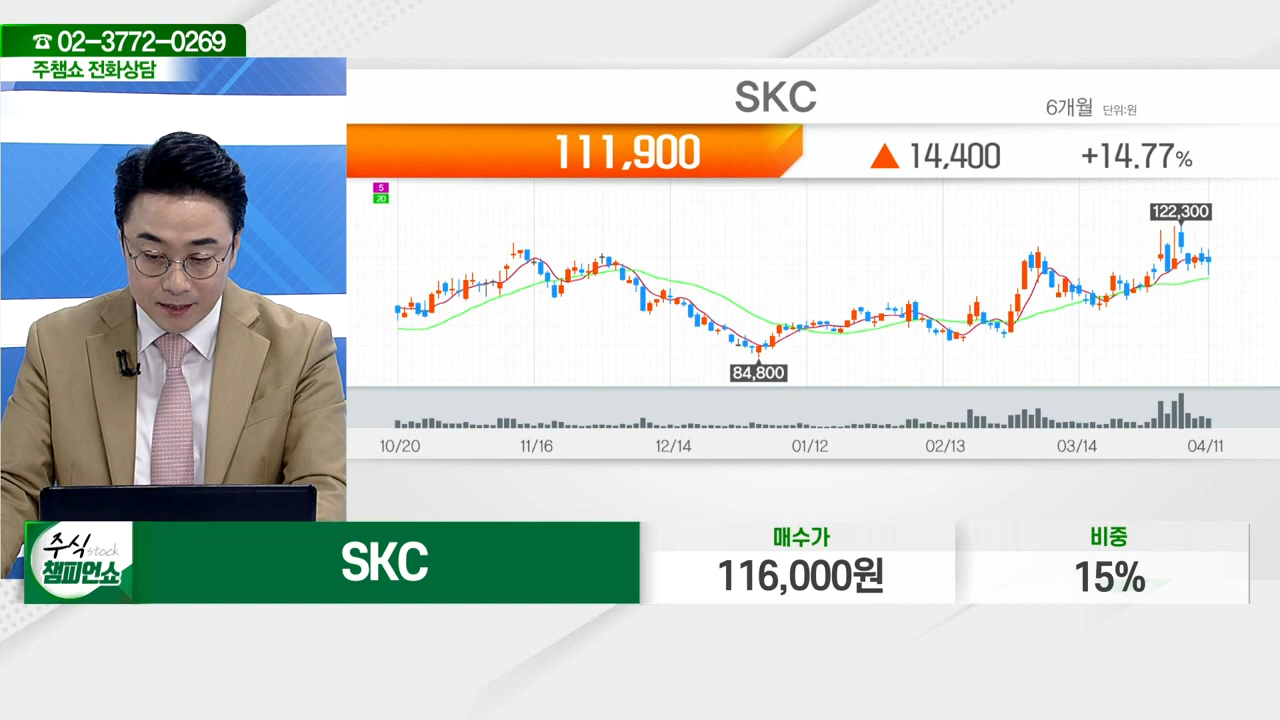 ☎ 02-3772-0269
주챔쇼 전화상담
SKC
6개월 단위:원
111,900
▲ 14,400
+14.77%
5
20
122,300
84,800
10/20 11/16 12/14 01/12 02/13 03/14 04/11
주식 stock
챔피언쇼
SKC
매수가
116,000원
비중
15%